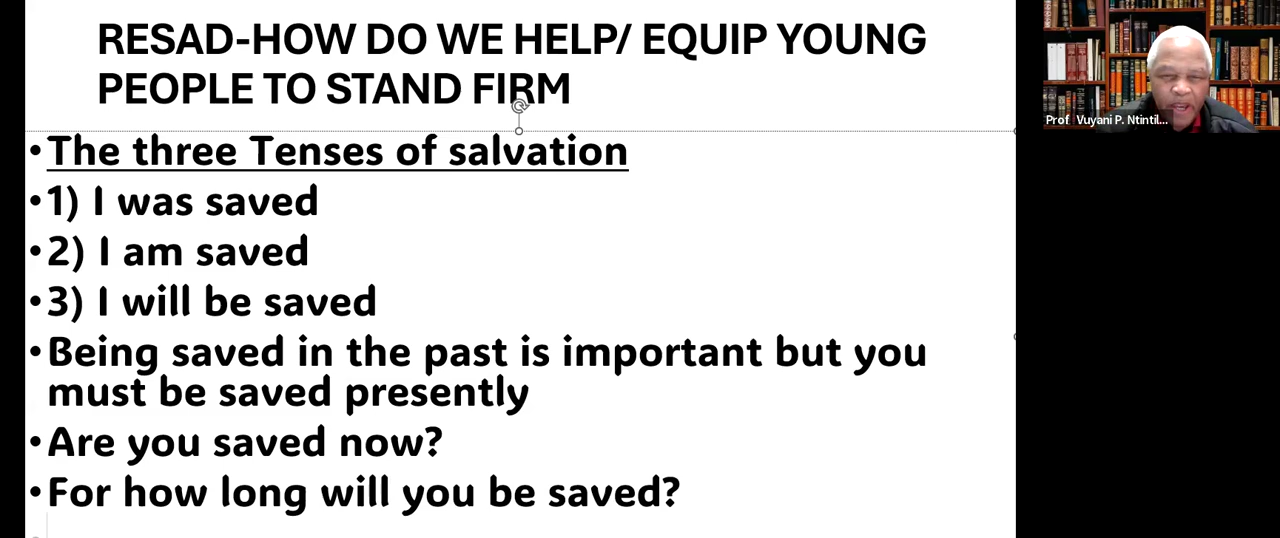 RESAD-HOW DO WE HELP/ EQUIP YOUNG
PEOPLE TO STAND FIRM
•The three Tenses of salvation
•1) I was saved
•2) I am saved
•3) I will be saved
•Being saved in the past is important but you
must be saved presently
•Are you saved now?
•For how long will you be saved?
Prof Vuyani P. Ntintil...